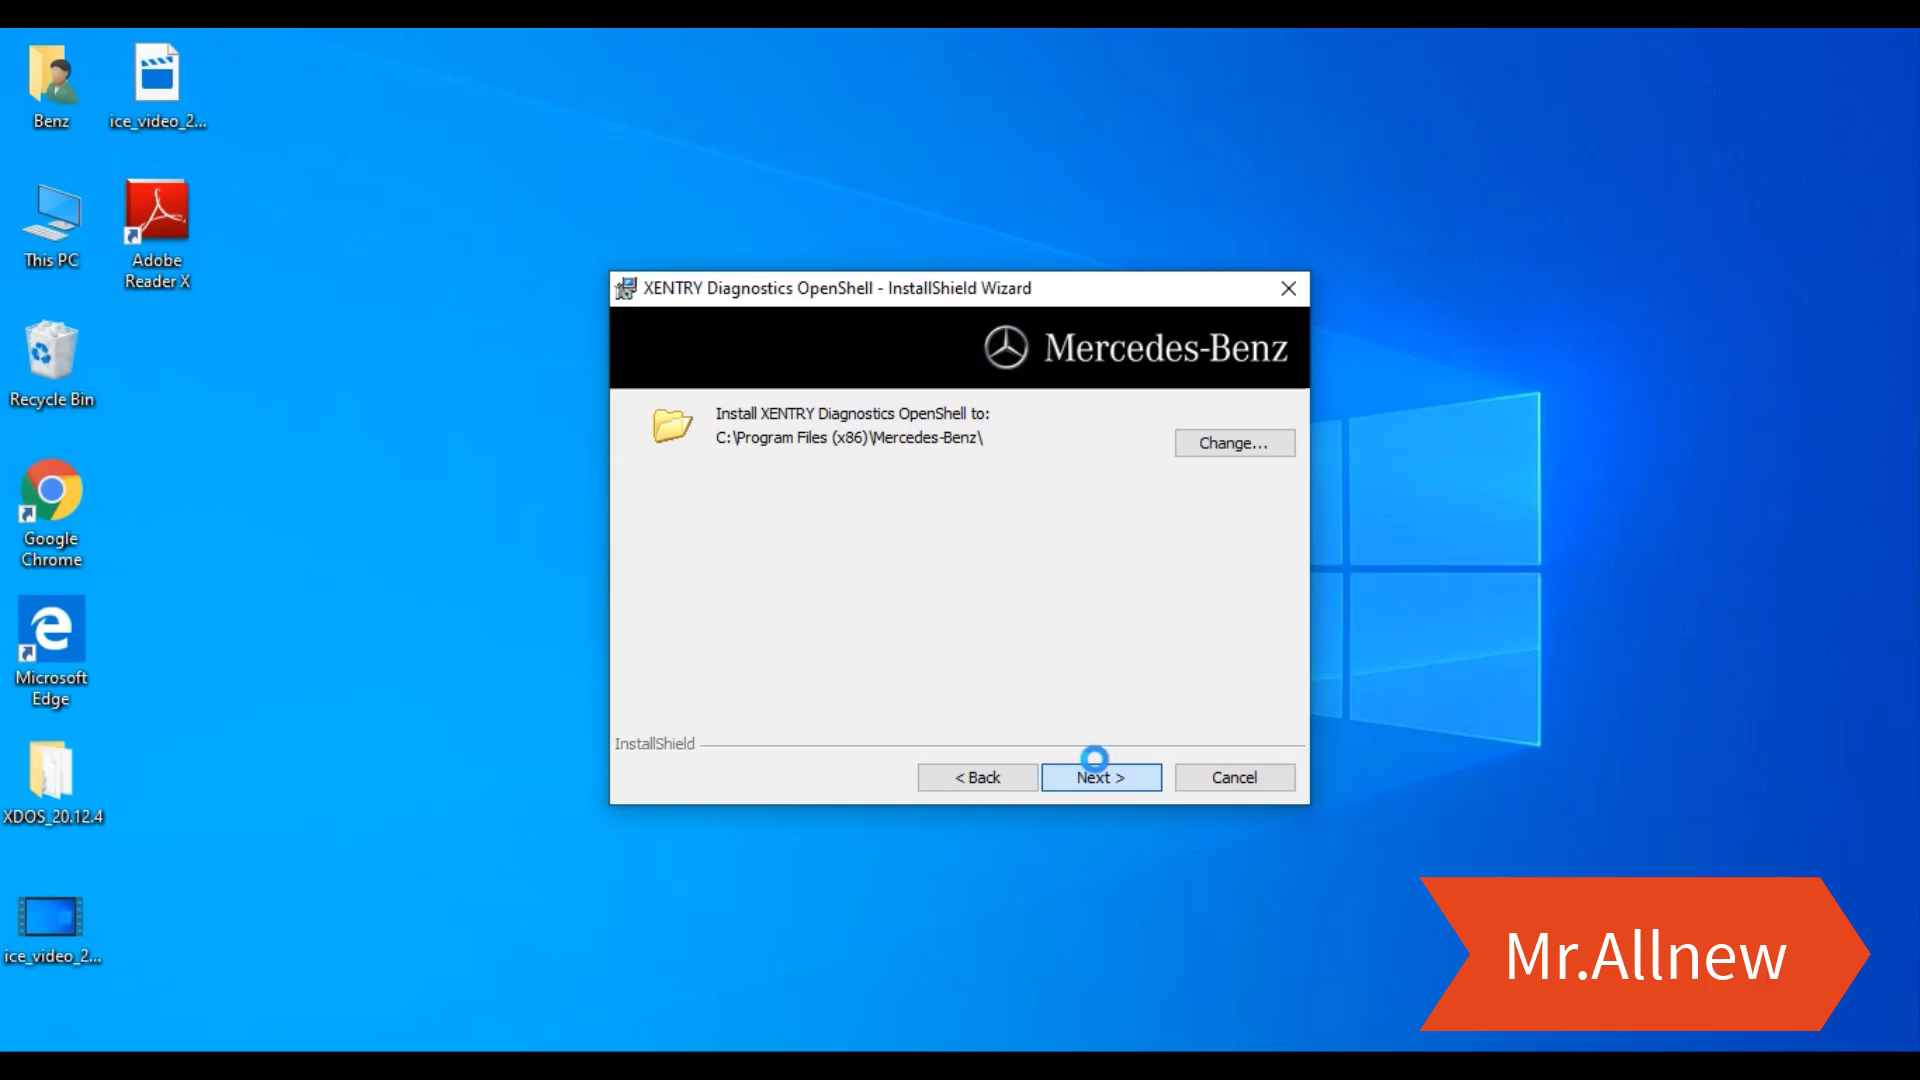 Benz
ice_video_2...
This PC
Adobe
Reader X
Recycle Bin
Google
Chrome
Microsoft
Edge
XDOS_20.12.4
ice_video_2...
XENTRY Diagnostics OpenShell - InstallShield Wizard
Mercedes-Benz
Install XENTRY Diagnostics OpenShell to:
C:\Program Files (x86)\Mercedes-Benz\
Change...
InstallShield
< Back
Next >
Cancel
Mr.Allnew